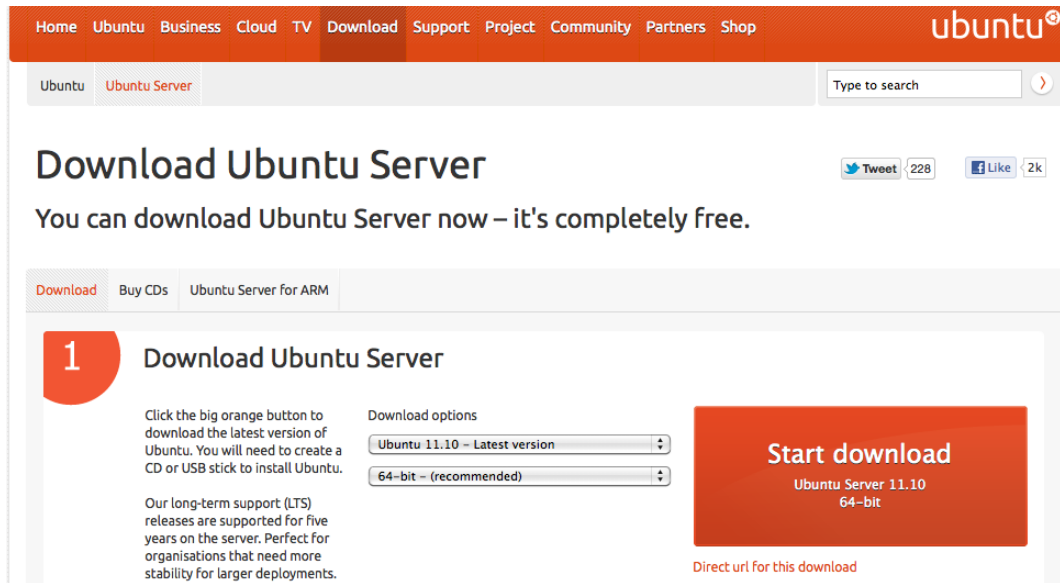 Home Ubuntu Business Cloud TV Download Support Project Community Partners Shop
ubuntu
Ubuntu Ubuntu Server
Type to search
Download Ubuntu Server
Tweet 228
Like 2k
You can download Ubuntu Server now – it's completely free.
Download Buy CDs Ubuntu Server for ARM
1
Download Ubuntu Server
Click the big orange button to
download the latest version of
Ubuntu. You will need to create a
CD or USB stick to install Ubuntu.
Our long-term support (LTS)
releases are supported for five
years on the server. Perfect for
organisations that need more
stability for larger deployments.
Download options
Ubuntu 11.10 – Latest version
64-bit – (recommended)
Start download
Ubuntu Server 11.10
64-bit
Direct url for this download